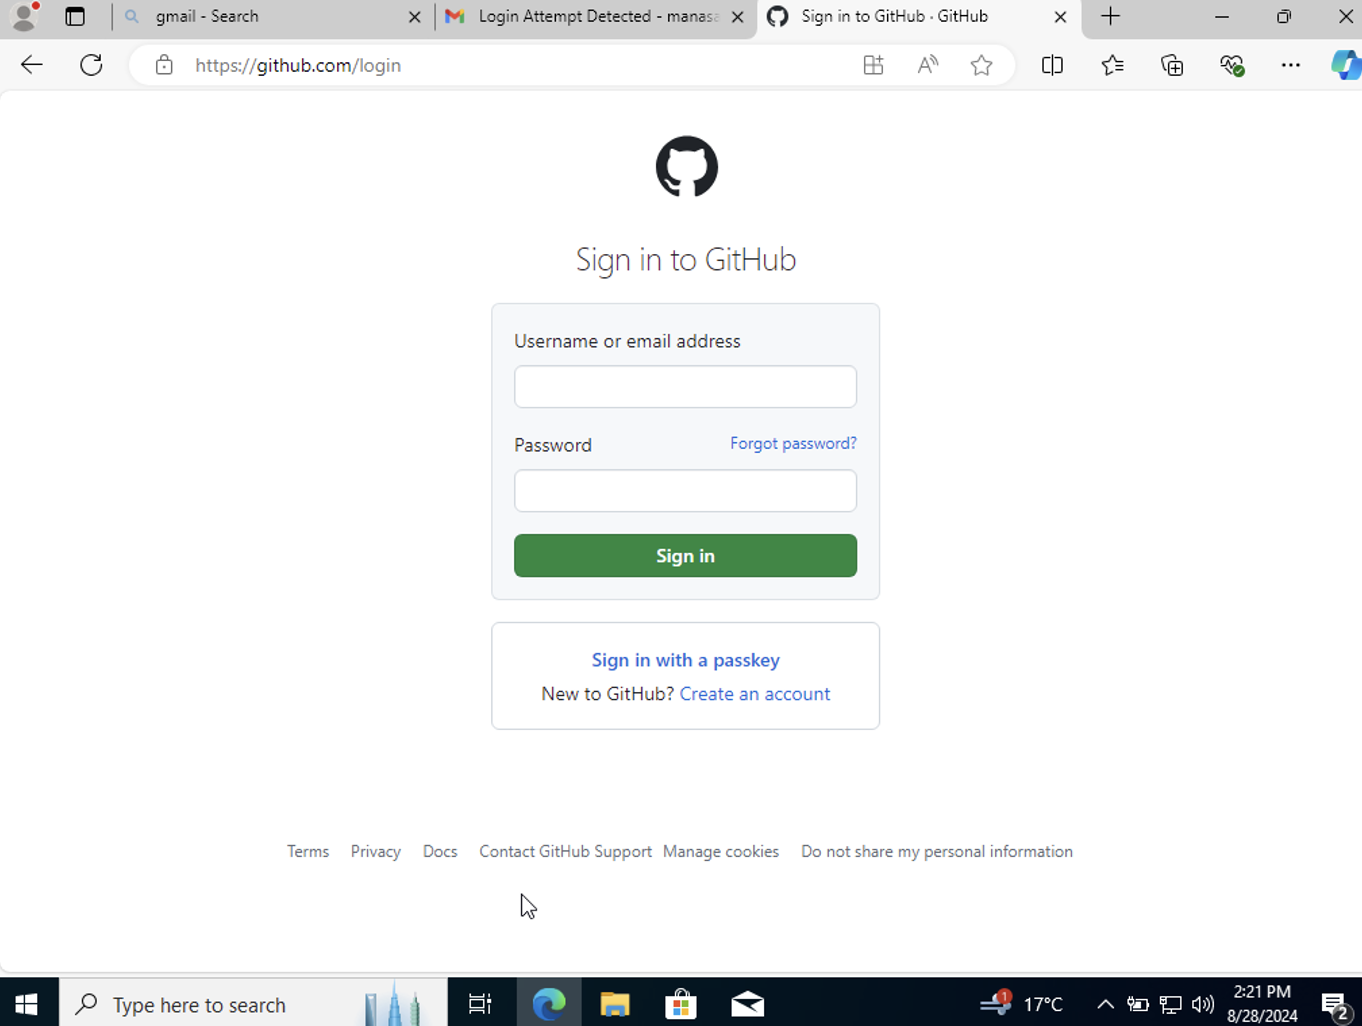 gmail - Search
Login Attempt Detected - manas
Sign in to GitHub · GitHub
https://github.com/login
Sign in to GitHub
Username or email address
Password
Forgot password?
Sign in
Sign in with a passkey
New to GitHub? Create an account
Terms Privacy Docs Contact GitHub Support Manage cookies Do not share my personal information
Type here to search
1
17°C
2:21 PM
8/28/2024
2